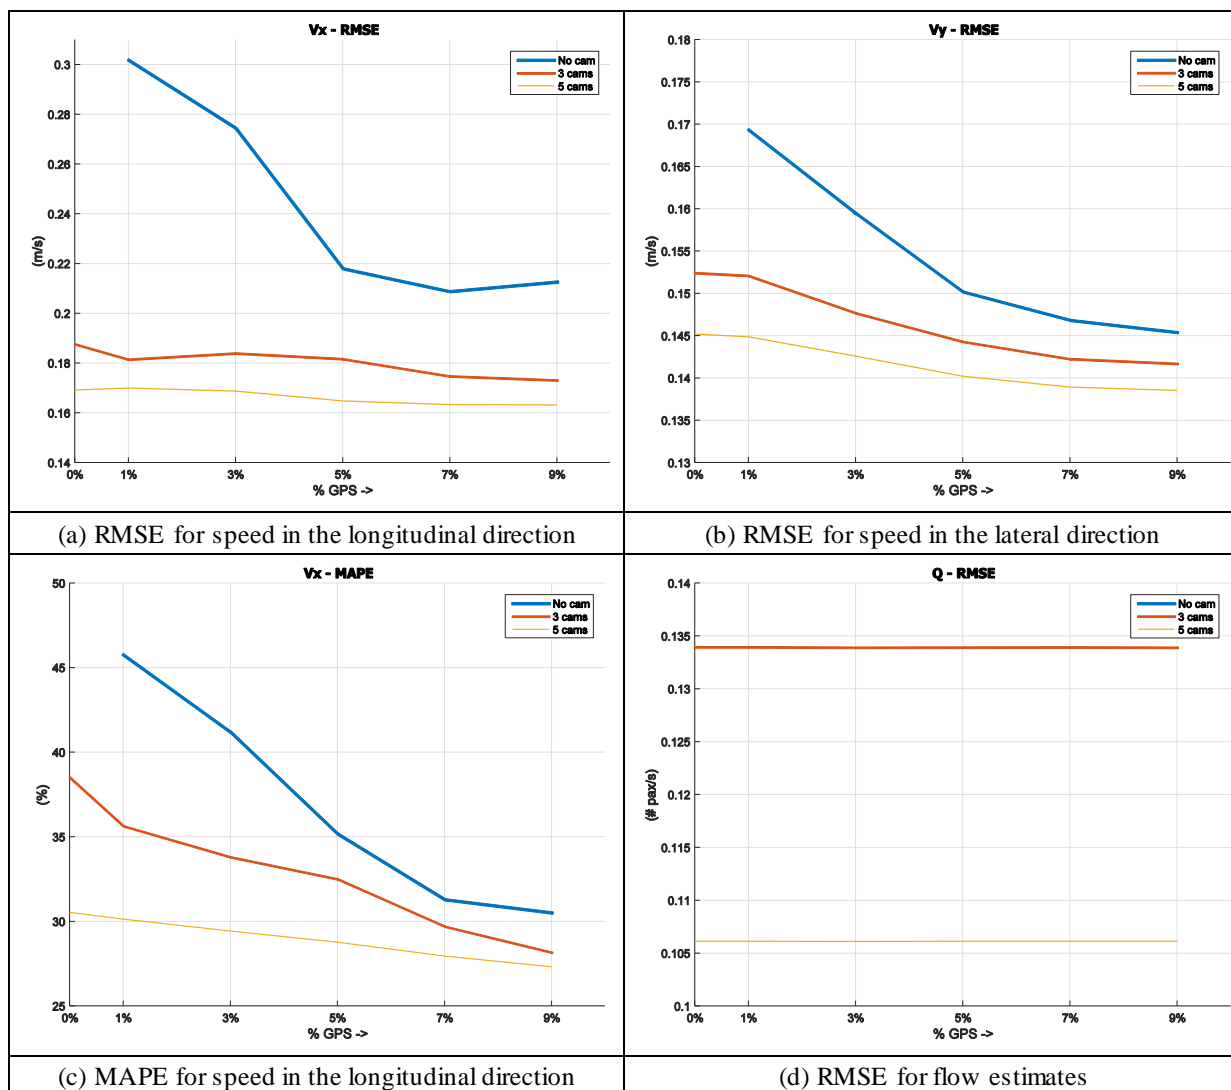 Vx - RMSE
No cam
3 cams
5 cams
0.3
0.28
0.26
0.24
0.22
0.2
0.18
0.16
0.14
(m/s)
0% 1% 3% 5% 7% 9%
% GPS ->
(a) RMSE for speed in the longitudinal direction
Vy - RMSE
No cam
3 cams
5 cams
0.18
0.175
0.17
0.165
0.16
0.155
0.15
0.145
0.14
0.135
0.13
(m/s)
0% 1% 3% 5% 7% 9%
% GPS ->
(b) RMSE for speed in the lateral direction
Vx - MAPE
No cam
3 cams
5 cams
50
45
40
35
30
25
(%)
0% 1% 3% 5% 7% 9%
% GPS ->
(c) MAPE for speed in the longitudinal direction
Q - RMSE
No cam
3 cams
5 cams
0.14
0.135
0.13
0.125
0.12
0.115
0.11
0.105
0.1
(# pax/s)
0% 1% 3% 5% 7% 9%
% GPS ->
(d) RMSE for flow estimates